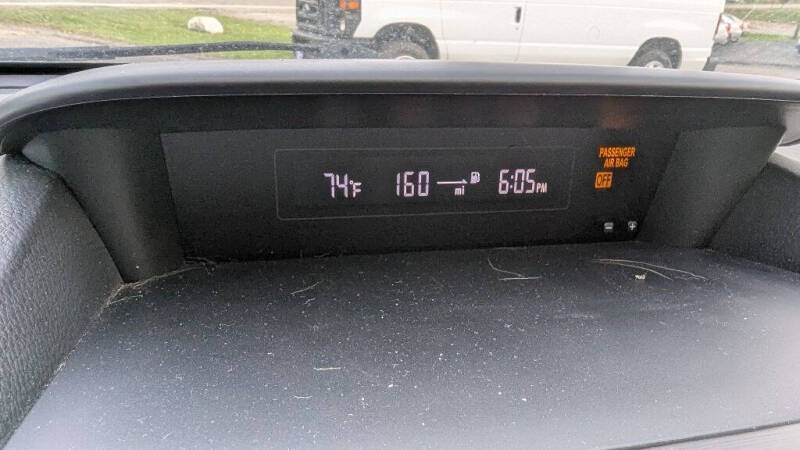 74°F 160 mi 6:05PM
PASSENGER
AIR BAG
OFF
- +